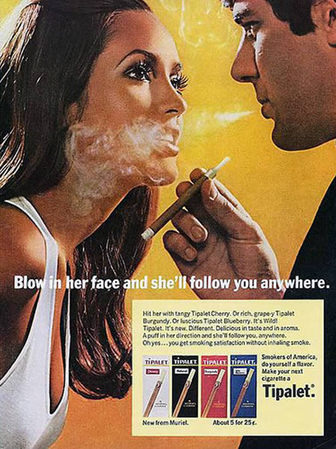 Blow in her face and she'll follow you anywhere.
Hit her with tangy Tipalet Cherry. Or rich, grape-y Tipalet
Burgundy. Or luscious Tipalet Blueberry. It's Wild!
Tipalet. It's new. Different. Delicious in taste and in aroma.
A puff in her direction and she'll follow you, anywhere.
Oh yes... you get smoking satisfaction without inhaling smoke.
TIPALET TIPALET TIPALET TIPALET
Smokers of America,
do yourself a flavor.
Make your next
cigarette a
Tipalet.
New from Muriel. About 5 for 25¢.